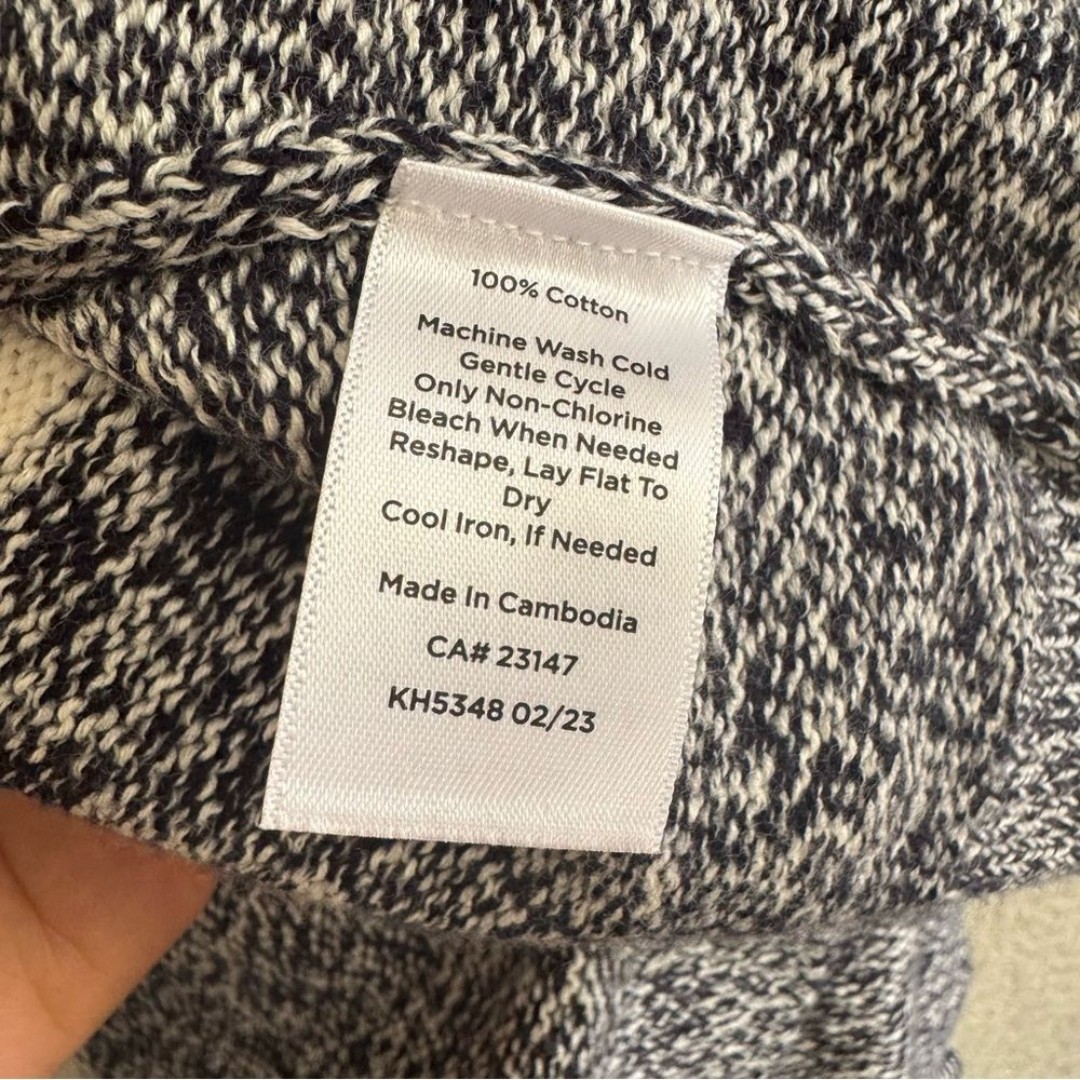 100% Cotton
Machine Wash Cold
Gentle Cycle
Only Non-Chlorine
Bleach When Needed
Reshape, Lay Flat To
Dry
Cool Iron, If Needed
Made In Cambodia
CA# 23147
KH5348 02/23